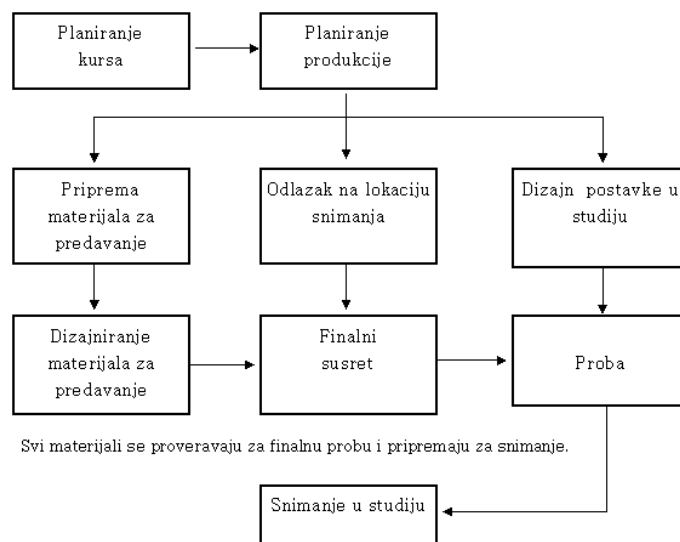 Planiranje
kursa
Planiranje
produkcije
Priprema
materijala za
predavanje
Odlazak na lokaciju
snimanja
Dizajn postavke u
studiju
Dizajniranje
materijala za
predavanje
Finalni
susret
Proba
Svi materijali se proveravaju za finalnu probu i pripremaju za snimanje.
Snimanje u studiju